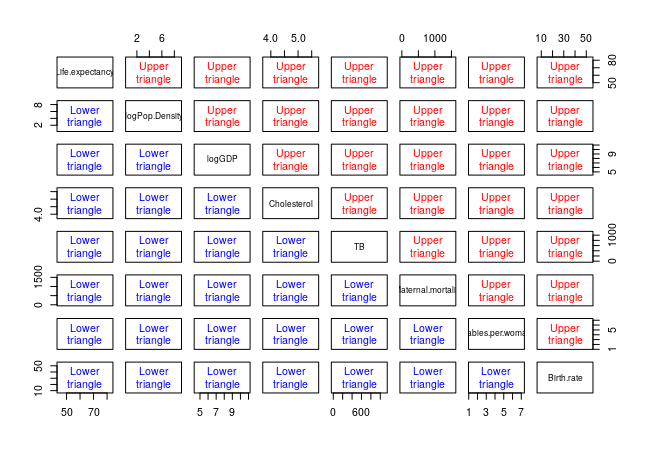 2 6 4.0 5.0 0 1000 10 30 50
Upper Upper Upper Upper Upper Upper Upper
Life.expectancy
triangle triangle triangle triangle triangle triangle triangle
50 80
Lower Upper Upper Upper Upper Upper Upper
2 8
logPop.Density
triangle triangle triangle triangle triangle triangle triangle
Lower Lower Upper Upper Upper Upper Upper
logGDP
triangle triangle triangle triangle triangle triangle triangle
5 9
Lower Lower Lower Upper Upper Upper Upper
4.0
Cholesterol
triangle triangle triangle triangle triangle triangle triangle
Lower Lower Lower Lower Upper Upper Upper
TB
triangle triangle triangle triangle triangle triangle triangle
0 1000
Lower Lower Lower Lower Lower Upper Upper
0 1500
Maternal.mortali
triangle triangle triangle triangle triangle triangle triangle
Lower Lower Lower Lower Lower Lower Upper
ables.per.woma
triangle triangle triangle triangle triangle triangle triangle
1 5
Lower Lower Lower Lower Lower Lower Lower
10 50
Birth.rate
triangle triangle triangle triangle triangle triangle triangle
50 70 5 7 9 0 600 1 3 5 7